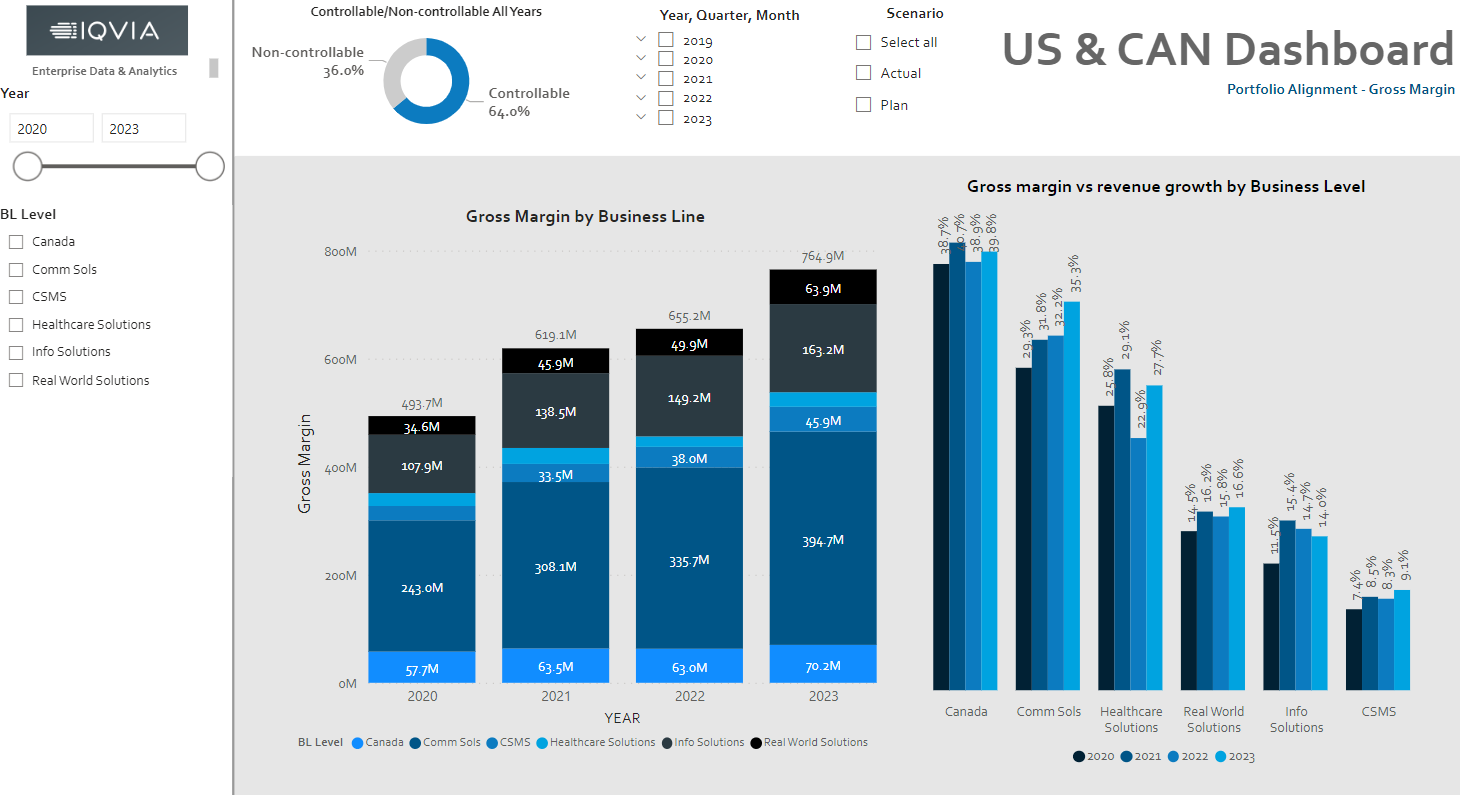 IQVIA
Enterprise Data & Analytics
Year
2020 2023
BL Level
Canada
Comm Sols
CSMS
Healthcare Solutions
Info Solutions
Real World Solutions
Controllable/Non-controllable All Years
Non-controllable
36.0%
Controllable
64.0%
Year, Quarter, Month
2019
2020
2021
2022
2023
Scenario
Select all
Actual
Plan
US & CAN Dashboard
Portfolio Alignment - Gross Margin
Gross Margin by Business Line
Gross Margin
800M
600M
400M
200M
0M
493.7M
34.6M
107.9M
243.0M
57.7M
619.1M
45.9M
138.5M
33.5M
308.1M
63.5M
655.2M
49.9M
149.2M
38.0M
335.7M
63.0M
764.9M
63.9M
163.2M
45.9M
394.7M
70.2M
2020 2021 2022 2023
YEAR
BL Level Canada Comm Sols CSMS Healthcare Solutions Info Solutions Real World Solutions
Gross margin vs revenue growth by Business Level
38.7%
40.7%
38.9%
39.8%
29.3%
31.8%
32.2%
35.3%
25.8%
29.1%
22.9%
27.7%
14.5%
16.2%
15.8%
16.6%
11.5%
15.4%
14.7%
14.0%
7.4%
8.5%
8.3%
9.1%
Canada
Comm Sols
Healthcare
Solutions
Real World
Solutions
Info
Solutions
CSMS
2020 2021 2022 2023